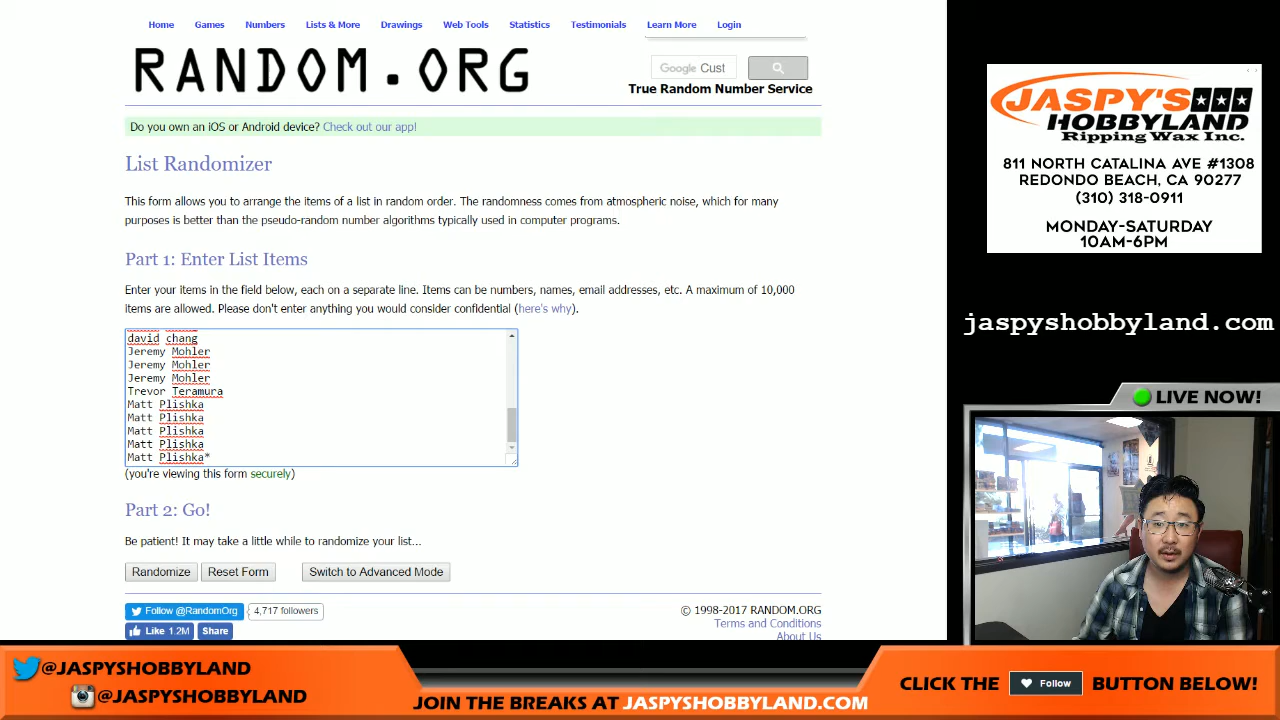 Home Games Numbers Lists & More Drawings Web Tools Statistics Testimonials Learn More Login
RANDOM.ORG
Google Cust
True Random Number Service
Do you own an iOS or Android device? Check out our app!
List Randomizer
This form allows you to arrange the items of a list in random order. The randomness comes from atmospheric noise, which for many
purposes is better than the pseudo-random number algorithms typically used in computer programs.
Part 1: Enter List Items
Enter your items in the field below, each on a separate line. Items can be numbers, names, email addresses, etc. A maximum of 10,000
items are allowed. Please don't enter anything you would consider confidential (here's why).
david chang
Jeremy Mohler
Jeremy Mohler
Jeremy Mohler
Trevor Teramura
Matt Plishka
Matt Plishka
Matt Plishka
Matt Plishka
Matt Plishka*
(you're viewing this form securely)
Part 2: Go!
Be patient! It may take a little while to randomize your list...
Randomize Reset Form Switch to Advanced Mode
Follow @RandomOrg 4,717 followers
Like 1.2M Share
© 1998-2017 RANDOM.ORG
Terms and Conditions
About Us
JASPY'S
HOBBYLAND
Ripping Wax Inc.
811 NORTH CATALINA AVE #1308
REDONDO BEACH, CA 90277
(310) 318-0911
MONDAY-SATURDAY
10AM-6PM
jaspyshobbyland.com
LIVE NOW!
@JASPYSHOBBYLAND
@JASPYSHOBBYLAND
JOIN THE BREAKS AT JASPYSHOBBYLAND.COM
CLICK THE Follow BUTTON BELOW!